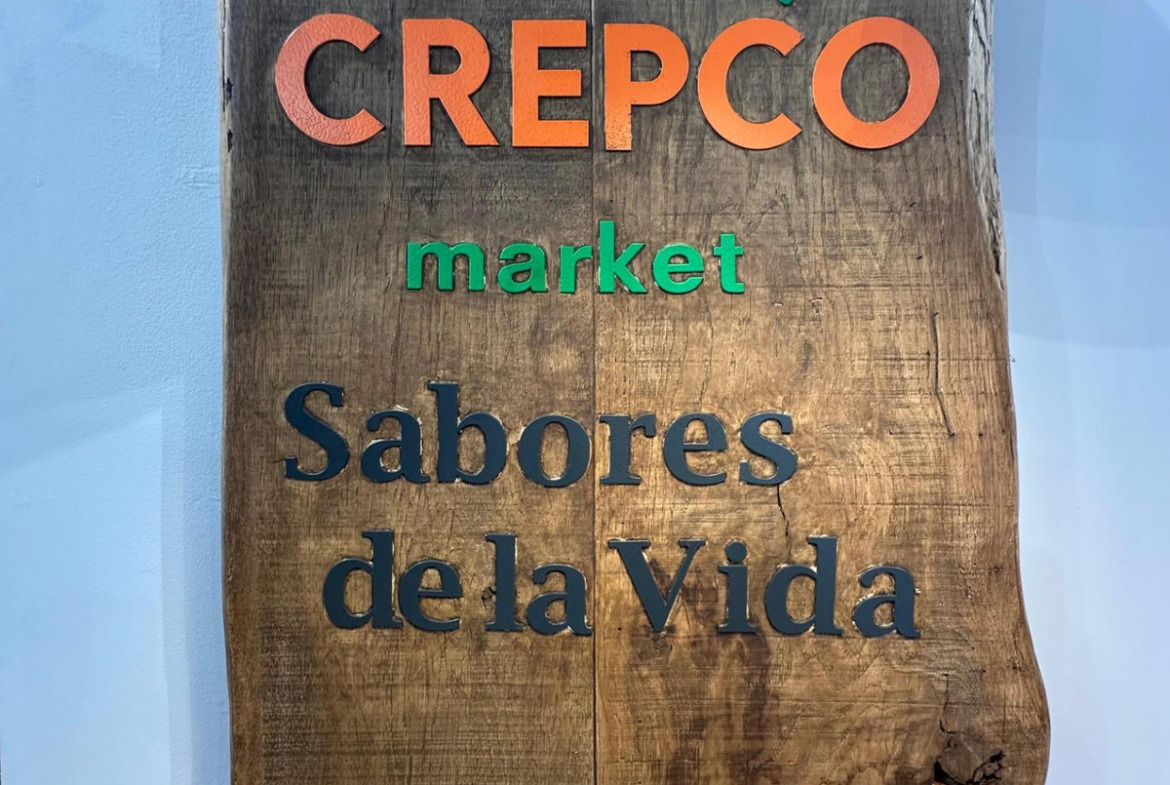 CREPCO
market
Sabores
de la Vida